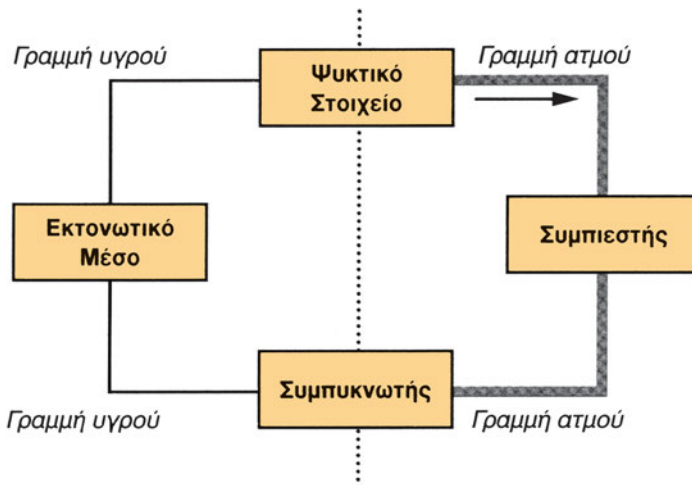 Γραμμή υγρού
Ψυκτικό
Στοιχείο
Γραμμή ατμού
Εκτονωτικό
Μέσο
Συμπιεστής
Συμπυκνωτής
Γραμμή υγρού
Γραμμή ατμού